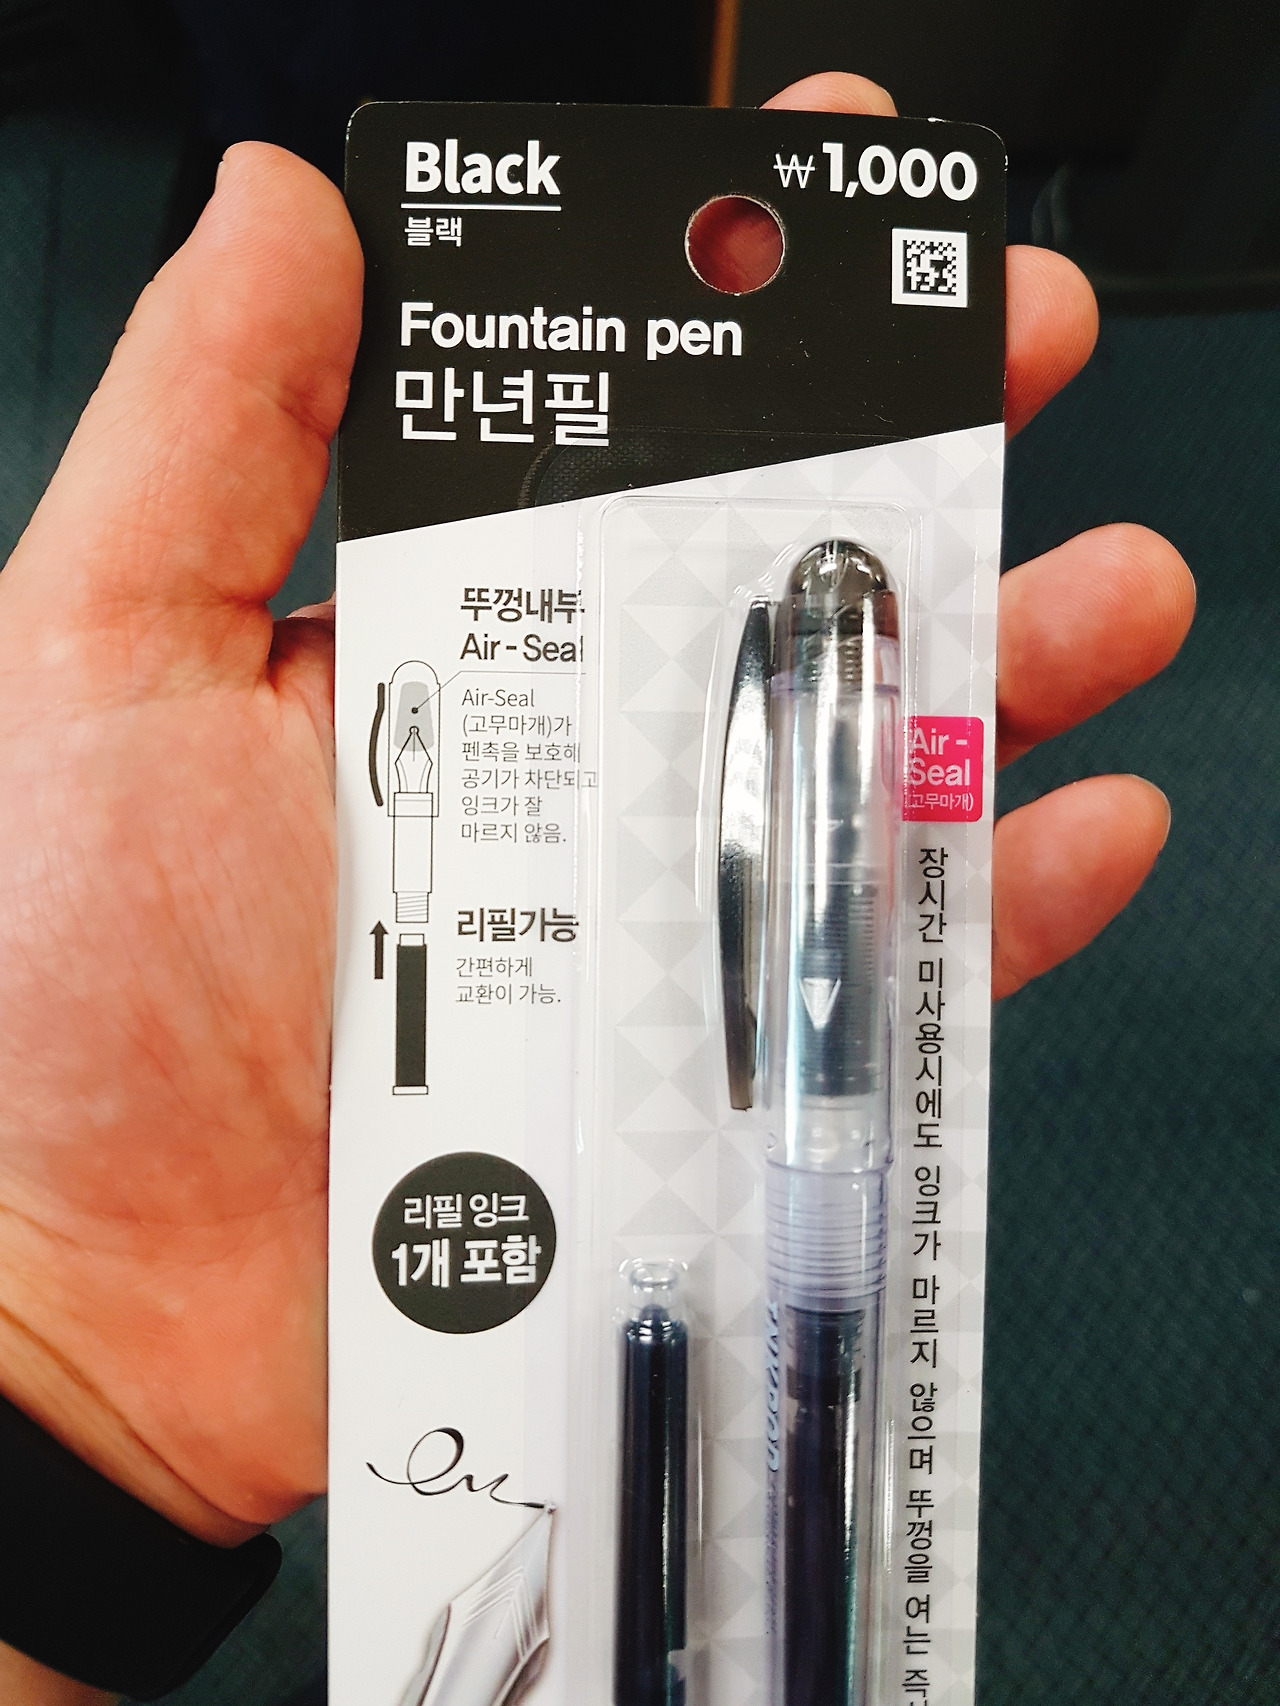 Black
₩1,000
블랙
Fountain pen
만년필
뚜껑내부
Air-Seal
Air-Seal
(고무마개)가
펜촉을 보호해
공기가 차단되고
잉크가 잘
마르지 않음.
리필가능
간편하게
교환이 가능.
리필 잉크
1개 포함
Air-
Seal
(고무마개)
장시간 미사용시에도 잉크가 마르지 않으며 뚜껑을 여는